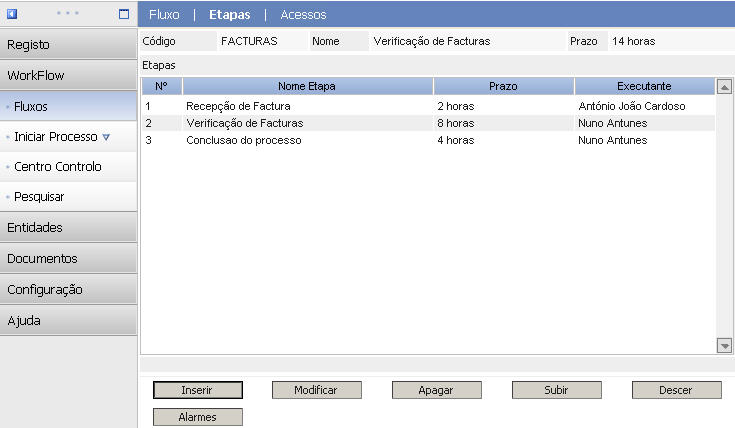 Fluxo | Etapas | Acessos
Registo
WorkFlow
Fluxos
Iniciar Processo
Centro Controlo
Pesquisar
Entidades
Documentos
Configuração
Ajuda
Código FACTURAS Nome Verificação de Facturas Prazo 14 horas
Etapas
Nº Nome Etapa Prazo Executante
1 Recepção de Factura 2 horas António João Cardoso
2 Verificação de Facturas 8 horas Nuno Antunes
3 Conclusao do processo 4 horas Nuno Antunes
Inserir Modificar Apagar Subir Descer
Alarmes